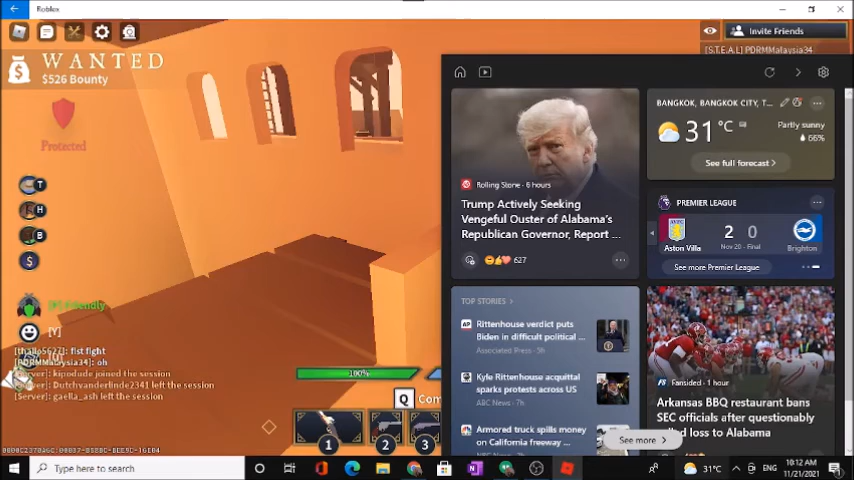 Roblox
Invite Friends
[S.T.E.A.L] PDRMMalaysia34
WANTED
$526 Bounty
Protected
T
H
B
$
Friendly
[Y]
thallo5627]: fist fight
[PDRMMalaysia34]: oh
[Server]: kipndude joined the session
[Server]: Dutchvanderlinde2341 left the session
[Server]: gaella_ash left the session
100%
Q
Com
1
2
3
Rolling Stone · 6 hours
Trump Actively Seeking
Vengeful Ouster of Alabama's
Republican Governor, Report ...
627
BANGKOK, BANGKOK CITY, T...
31°C
Partly sunny
66%
See full forecast
PREMIER LEAGUE
2 0
Aston Villa
Nov 20 - Final
Brighton
See more Premier League
TOP STORIES
AP
Rittenhouse verdict puts
Biden in difficult political ...
Associated Press · 5h
Kyle Rittenhouse acquittal
sparks protests across US
ABC News · 7h
Armored truck spills money
on California freeway ...
See more
FS
Fansided · 1 hour
Arkansas BBQ restaurant bans
SEC officials after questionably
loss to Alabama
Type here to search
31°C
ENG
10:12 AM
11/21/2021